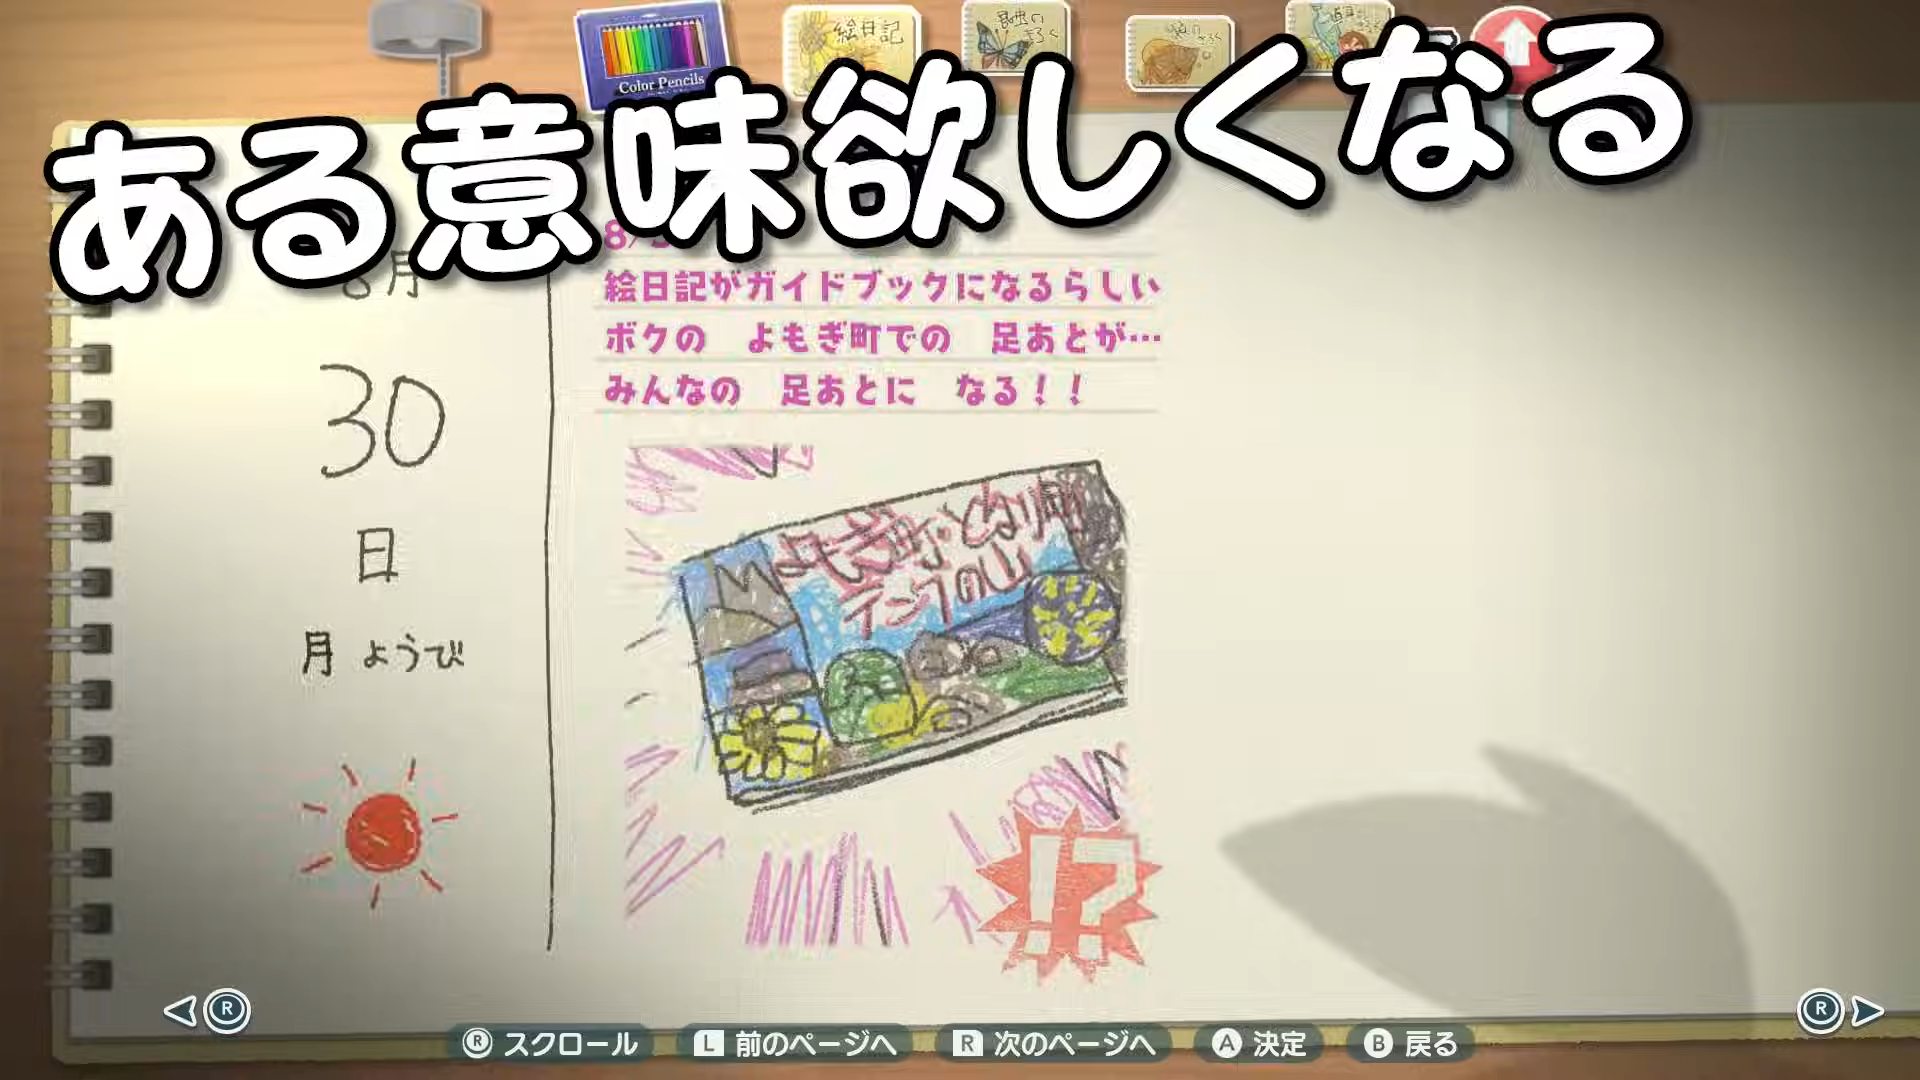 Color Pencils
絵日記
昆虫の
きろく
ある意味欲しくなる
8月
30
日
月 ようび
絵日記がガイドブックになるらしい
ボクの よもぎ町での 足あとが…
みんなの 足あとに なる！！
よもぎ町・となり町
テンプの山
!?
R
R
R スクロール
L 前のページへ
R 次のページへ
A 決定
B 戻る